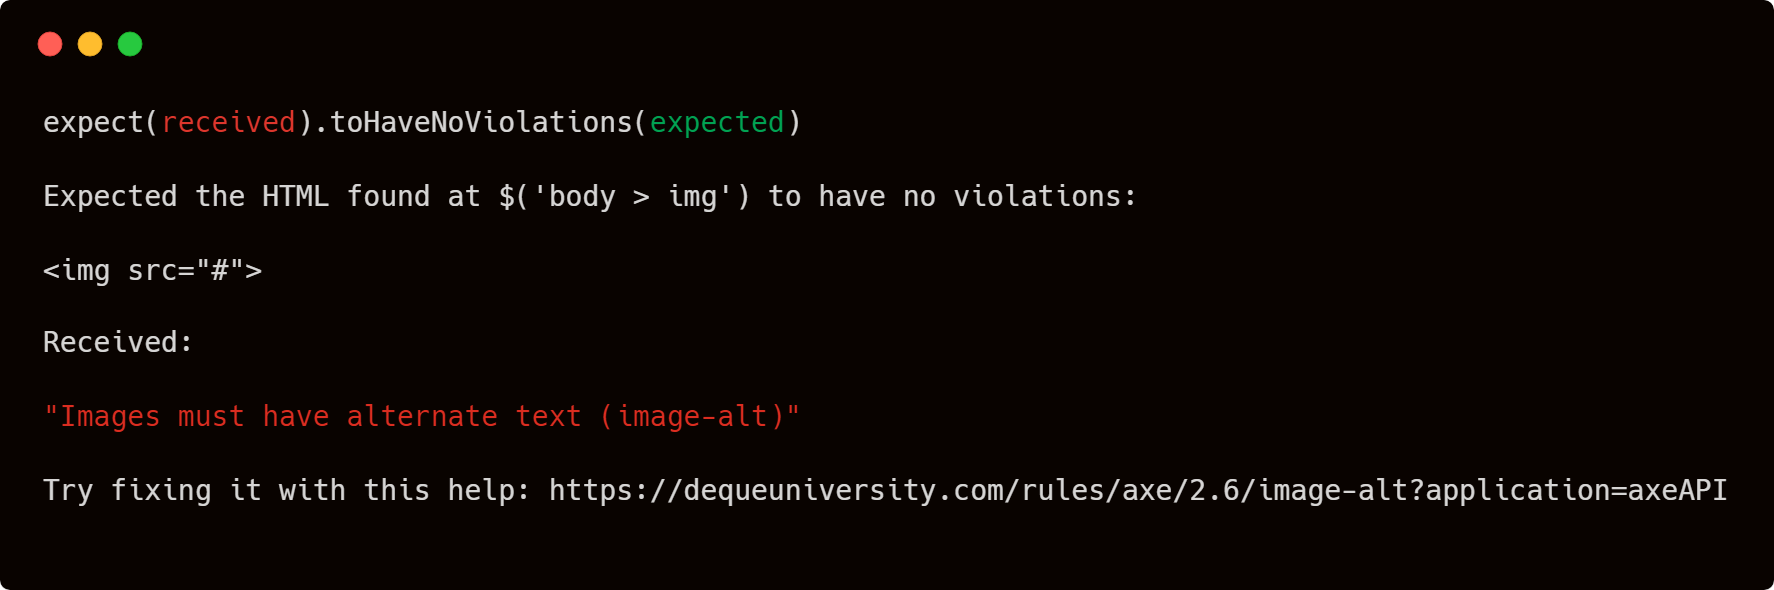 expect(received).toHaveNoViolations(expected)
Expected the HTML found at $('body > img') to have no violations:
<img src="#">
Received:
"Images must have alternate text (image-alt)"
Try fixing it with this help: https://dequeuniversity.com/rules/axe/2.6/image-alt?application=axeAPI